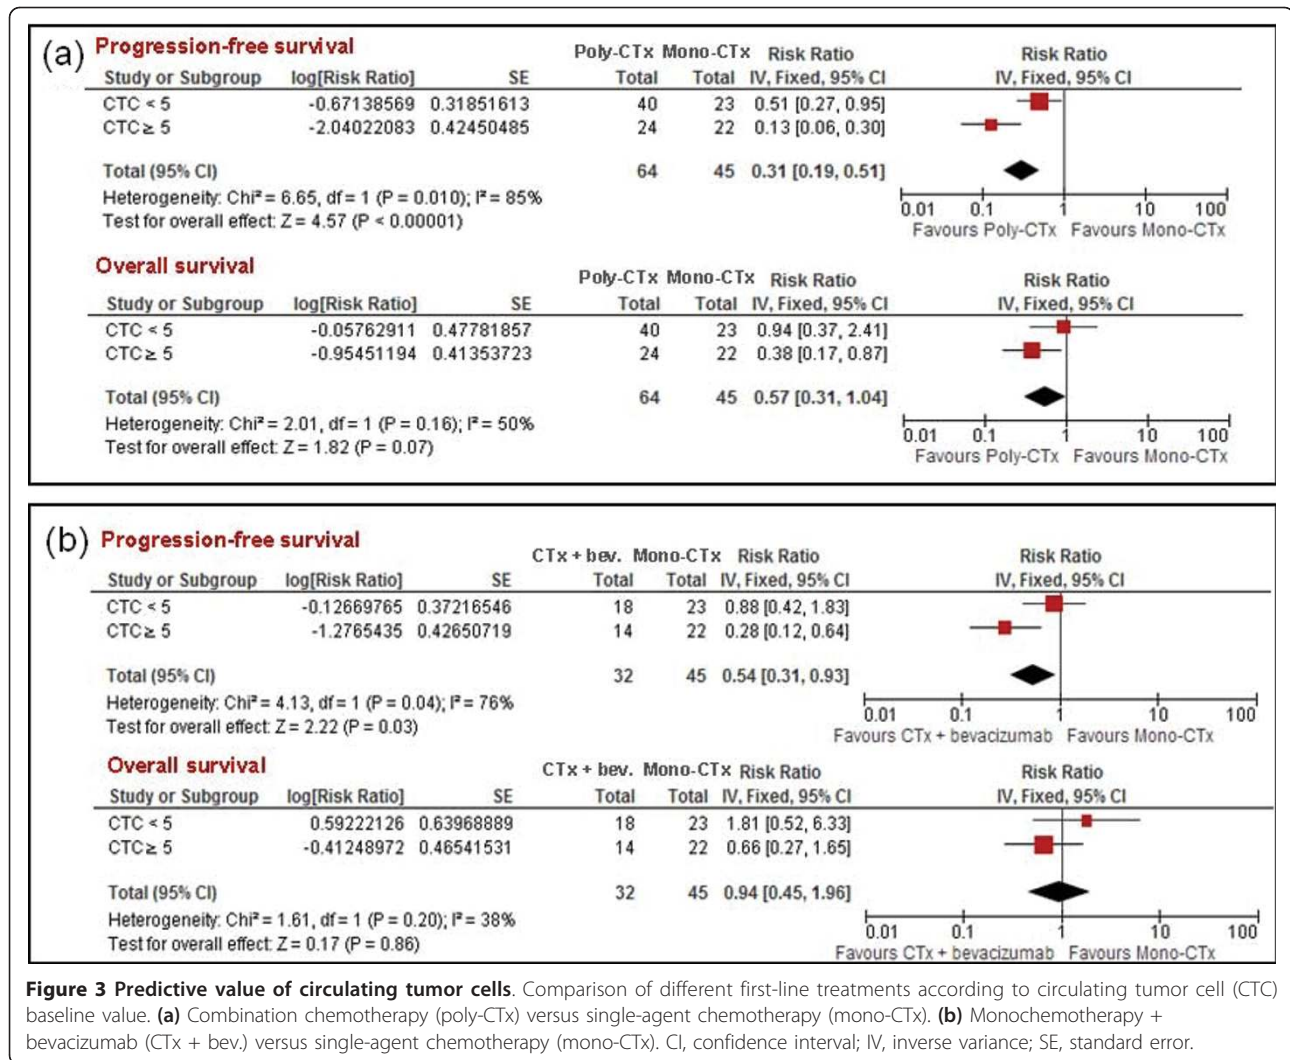 (a) Progression-free survival
Poly-CTx Mono-CTx Risk Ratio Risk Ratio
Study or Subgroup log[Risk Ratio] SE Total Total IV, Fixed, 95% CI IV, Fixed, 95% CI
CTC < 5 -0.67138569 0.31851613 40 23 0.51 [0.27, 0.95]
CTC ≥ 5 -2.04022083 0.42450485 24 22 0.13 [0.06, 0.30]
Total (95% CI) 64 45 0.31 [0.19, 0.51]
Heterogeneity: Chi² = 6.65, df = 1 (P = 0.010); I² = 85%
Test for overall effect: Z = 4.57 (P < 0.00001)
0.01 0.1 1 10 100
Favours Poly-CTx Favours Mono-CTx
Overall survival
Poly-CTx Mono-CTx Risk Ratio Risk Ratio
Study or Subgroup log[Risk Ratio] SE Total Total IV, Fixed, 95% CI IV, Fixed, 95% CI
CTC < 5 -0.05762911 0.47781857 40 23 0.94 [0.37, 2.41]
CTC ≥ 5 -0.95451194 0.41353723 24 22 0.38 [0.17, 0.87]
Total (95% CI) 64 45 0.57 [0.31, 1.04]
Heterogeneity: Chi² = 2.01, df = 1 (P = 0.16); I² = 50%
Test for overall effect: Z = 1.82 (P = 0.07)
0.01 0.1 1 10 100
Favours Poly-CTx Favours Mono-CTx
(b) Progression-free survival
CTx + bev. Mono-CTx Risk Ratio Risk Ratio
Study or Subgroup log[Risk Ratio] SE Total Total IV, Fixed, 95% CI IV, Fixed, 95% CI
CTC < 5 -0.12669765 0.37216546 18 23 0.88 [0.42, 1.83]
CTC ≥ 5 -1.2765435 0.42650719 14 22 0.28 [0.12, 0.64]
Total (95% CI) 32 45 0.54 [0.31, 0.93]
Heterogeneity: Chi² = 4.13, df = 1 (P = 0.04); I² = 76%
Test for overall effect: Z = 2.22 (P = 0.03)
0.01 0.1 1 10 100
Favours CTx + bevacizumab Favours Mono-CTx
Overall survival
CTx + bev. Mono-CTx Risk Ratio Risk Ratio
Study or Subgroup log[Risk Ratio] SE Total Total IV, Fixed, 95% CI IV, Fixed, 95% CI
CTC < 5 0.59222126 0.63968889 18 23 1.81 [0.52, 6.33]
CTC ≥ 5 -0.41248972 0.46541531 14 22 0.66 [0.27, 1.65]
Total (95% CI) 32 45 0.94 [0.45, 1.96]
Heterogeneity: Chi² = 1.61, df = 1 (P = 0.20); I² = 38%
Test for overall effect: Z = 0.17 (P = 0.86)
0.01 0.1 1 10 100
Favours CTx + bevacizumab Favours Mono-CTx
Figure 3 Predictive value of circulating tumor cells. Comparison of different first-line treatments according to circulating tumor cell (CTC)
baseline value. (a) Combination chemotherapy (poly-CTx) versus single-agent chemotherapy (mono-CTx). (b) Monochemotherapy +
bevacizumab (CTx + bev.) versus single-agent chemotherapy (mono-CTx). CI, confidence interval; IV, inverse variance; SE, standard error.